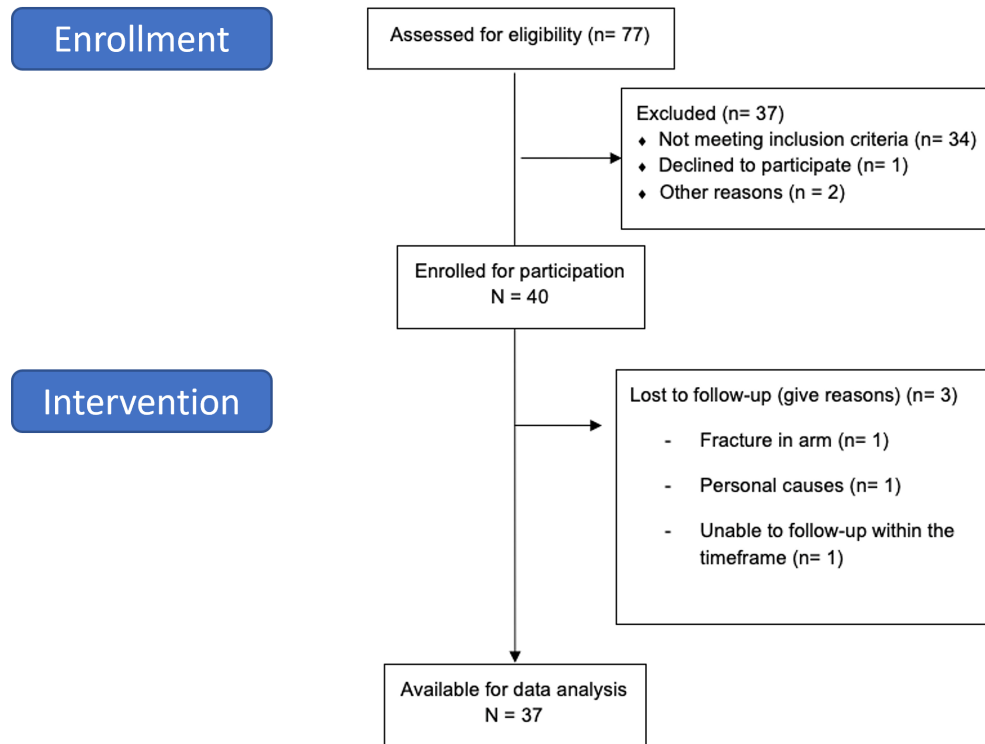 Enrollment
Assessed for eligibility (n= 77)
Excluded (n= 37)
♦ Not meeting inclusion criteria (n= 34)
♦ Declined to participate (n= 1)
♦ Other reasons (n = 2)
Enrolled for participation
N = 40
Intervention
Lost to follow-up (give reasons) (n= 3)
- Fracture in arm (n= 1)
- Personal causes (n= 1)
- Unable to follow-up within the
timeframe (n= 1)
Available for data analysis
N = 37